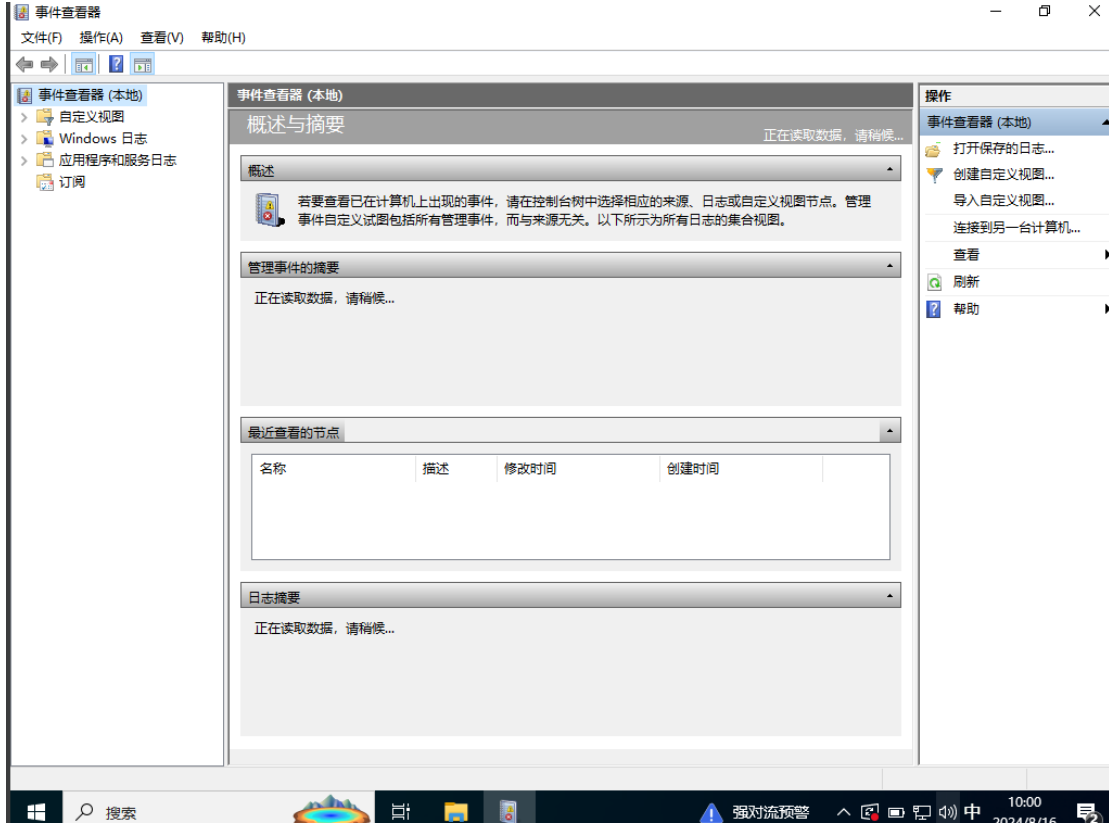 事件查看器
文件(F) 操作(A) 查看(V) 帮助(H)
事件查看器 (本地)
自定义视图
Windows 日志
应用程序和服务日志
订阅
事件查看器 (本地)
概述与摘要
正在读取数据，请稍候...
概述
若要查看已在计算机上出现的事件，请在控制台树中选择相应的来源、日志或自定义视图节点。管理
事件自定义试图包括所有管理事件，而与来源无关。以下所示为所有日志的集合视图。
管理事件的摘要
正在读取数据，请稍候...
最近查看的节点
名称 描述 修改时间 创建时间
日志摘要
正在读取数据，请稍候...
操作
事件查看器 (本地)
打开保存的日志...
创建自定义视图...
导入自定义视图...
连接到另一台计算机...
查看
刷新
帮助
搜索
强对流预警
中
10:00
2024/8/16
2